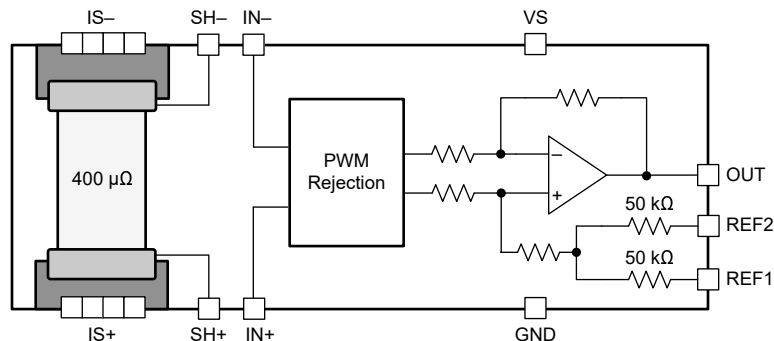 IS–
SH–
IN–
VS
400 µΩ
PWM
Rejection
–
+
OUT
50 kΩ
REF2
50 kΩ
REF1
IS+
SH+
IN+
GND